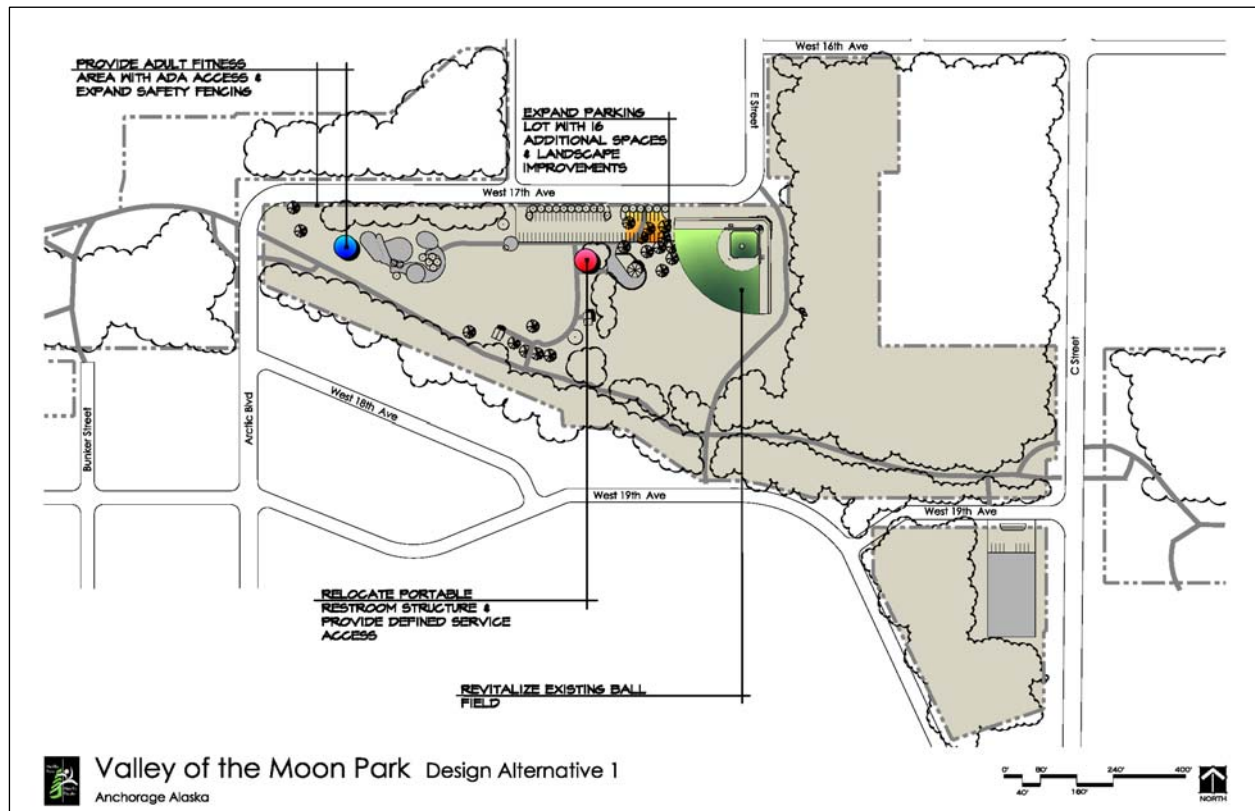 West 16th Ave
PROVIDE ADULT FITNESS
AREA WITH ADA ACCESS &
EXPAND SAFETY FENCING
EXPAND PARKING
LOT WITH 16
ADDITIONAL SPACES
& LANDSCAPE
IMPROVEMENTS
E Street
West 17th Ave
C Street
Bunker Street
Arctic Blvd
West 18th Ave
West 19th Ave
West 19th Ave
RELOCATE PORTABLE
RESTROOM STRUCTURE &
PROVIDE DEFINED SERVICE
ACCESS
REVITALIZE EXISTING BALL
FIELD
Valley of the Moon Park Design Alternative 1
Anchorage Alaska
0' 80' 240' 400'
40' 160'
NORTH